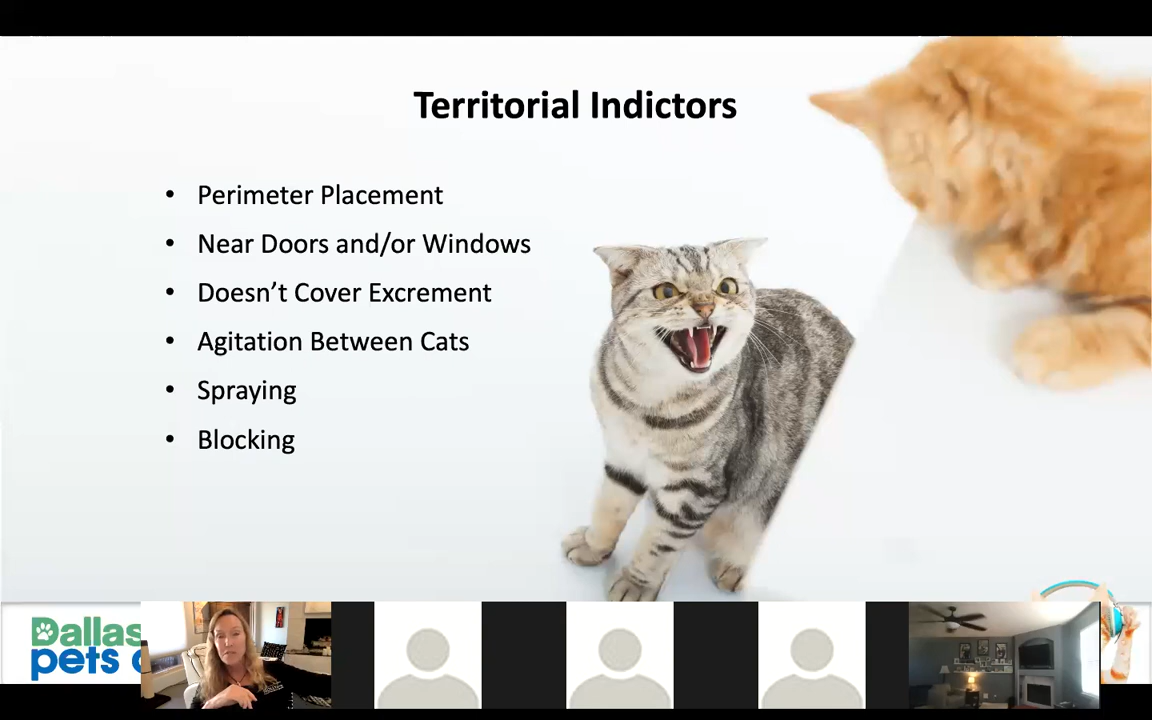 Territorial Indictors
• Perimeter Placement
• Near Doors and/or Windows
• Doesn’t Cover Excrement
• Agitation Between Cats
• Spraying
• Blocking
Dallas
pets